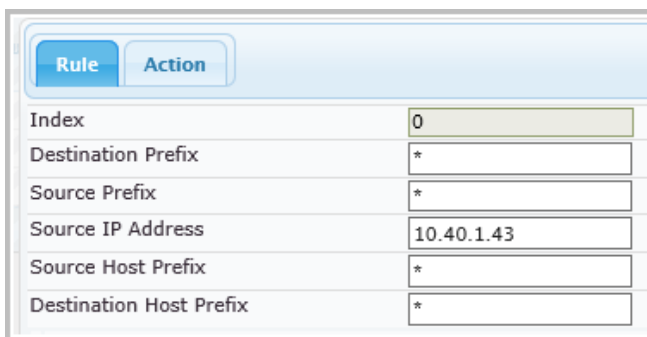 Rule Action
Index 0
Destination Prefix *
Source Prefix *
Source IP Address 10.40.1.43
Source Host Prefix *
Destination Host Prefix *